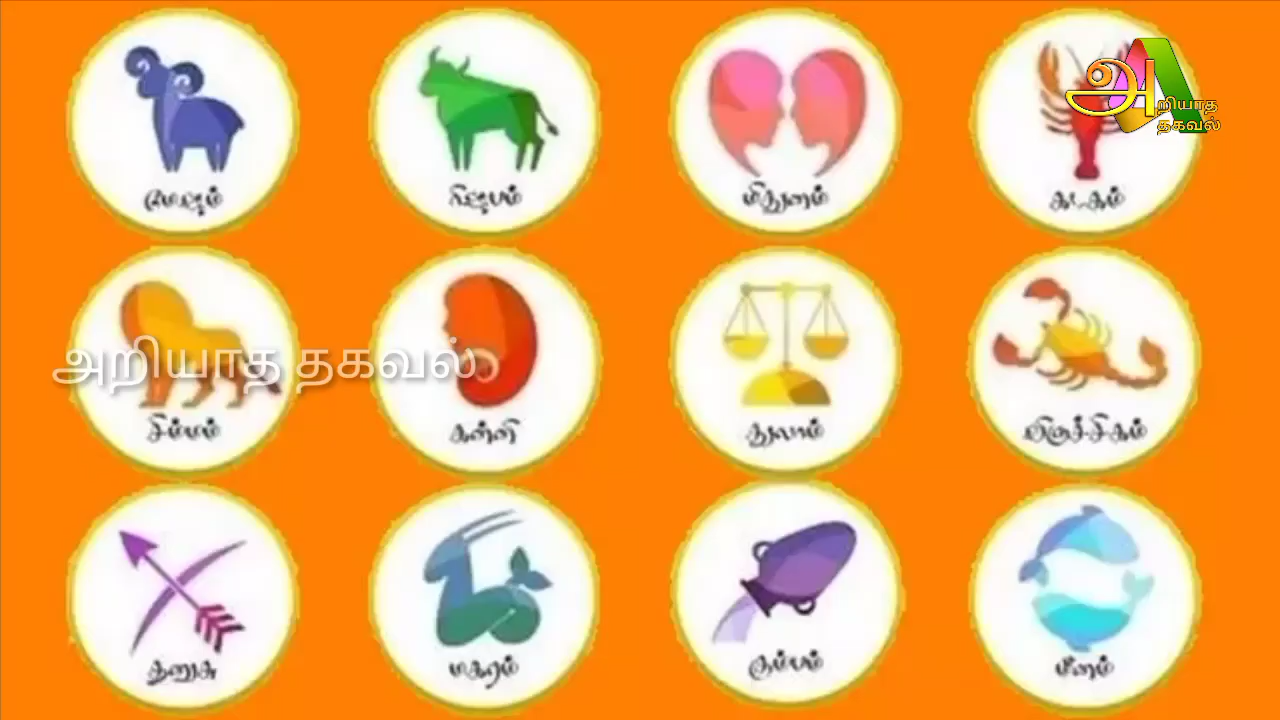 மேஷம்
ரிஷபம்
மிதுனம்
கடகம்
அறியாத
தகவல்
அறியாத தகவல்
சிம்மம்
கன்னி
துலாம்
விருச்சிகம்
தனுசு
மகரம்
கும்பம்
மீனம்